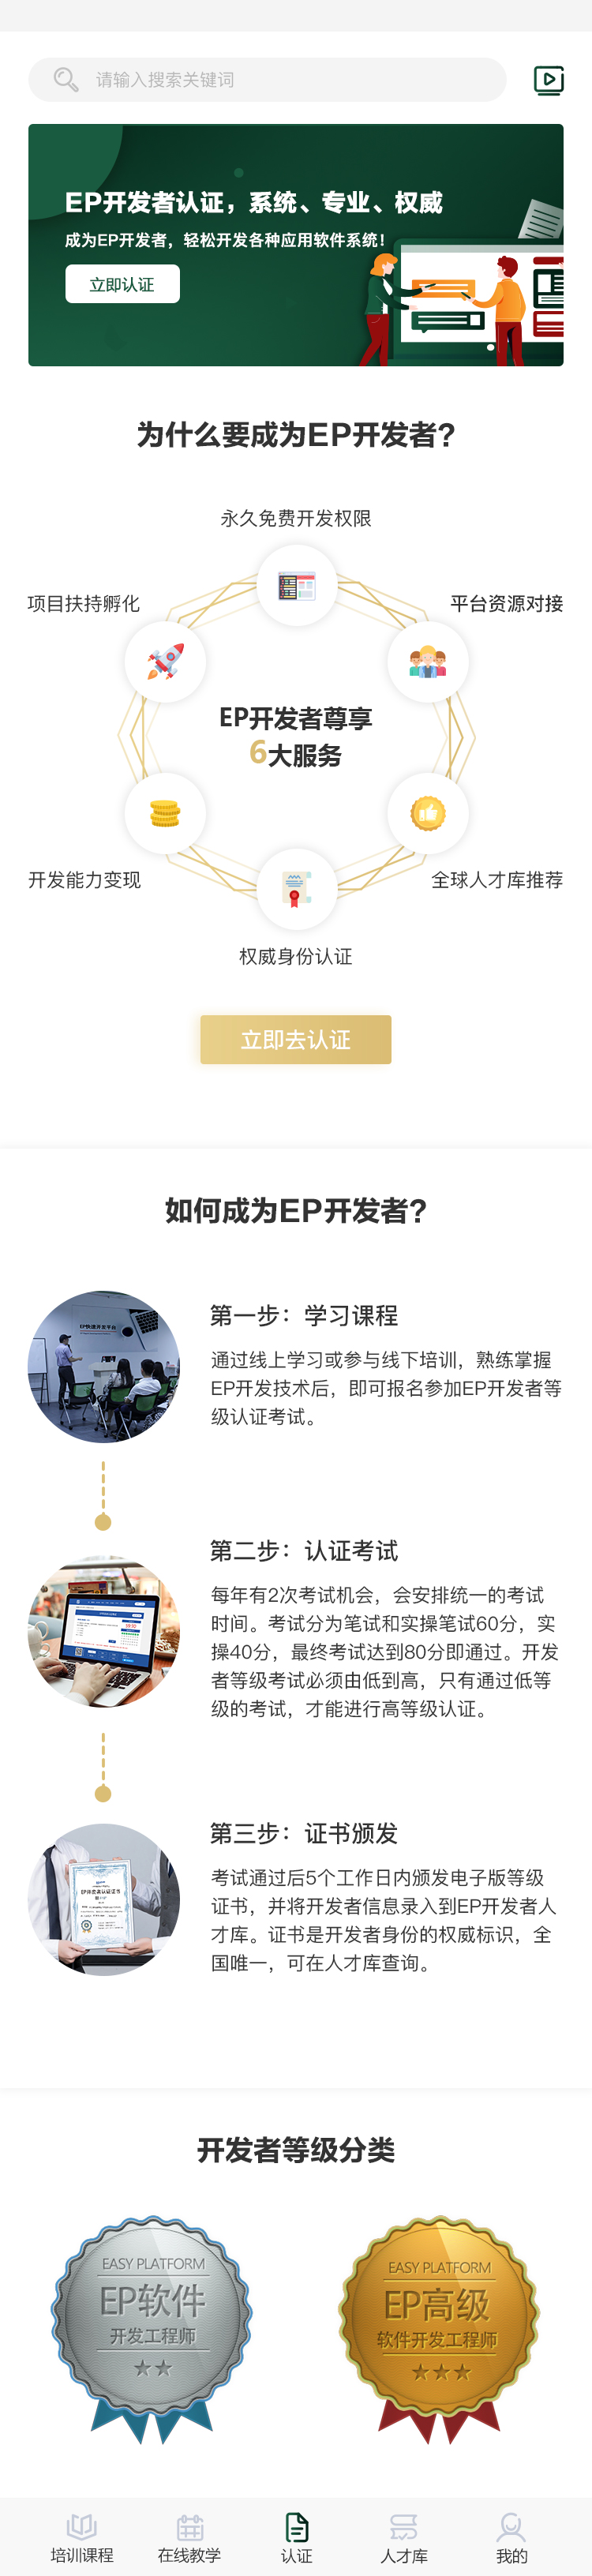 请输入搜索关键词
EP开发者认证，系统、专业、权威
成为EP开发者，轻松开发各种应用软件系统！
立即认证
为什么要成为EP开发者?
永久免费开发权限
项目扶持孵化
平台资源对接
EP开发者尊享
6大服务
开发能力变现
全球人才库推荐
权威身份认证
立即去认证
如何成为EP开发者?
第一步：学习课程
通过线上学习或参与线下培训，熟练掌握
EP开发技术后，即可报名参加EP开发者等
级认证考试。
第二步：认证考试
每年有2次考试机会，会安排统一的考试
时间。考试分为笔试和实操笔试60分，实
操40分，最终考试达到80分即通过。开发
者等级考试必须由低到高，只有通过低等
级的考试，才能进行高等级认证。
第三步：证书颁发
考试通过后5个工作日内颁发电子版等级
证书，并将开发者信息录入到EP开发者人
才库。证书是开发者身份的权威标识，全
国唯一，可在人才库查询。
EP开发者认证证书
开发者等级分类
EASY PLATFORM
EP软件
开发工程师
EASY PLATFORM
EP高级
软件开发工程师
培训课程
在线教学
认证
人才库
我的